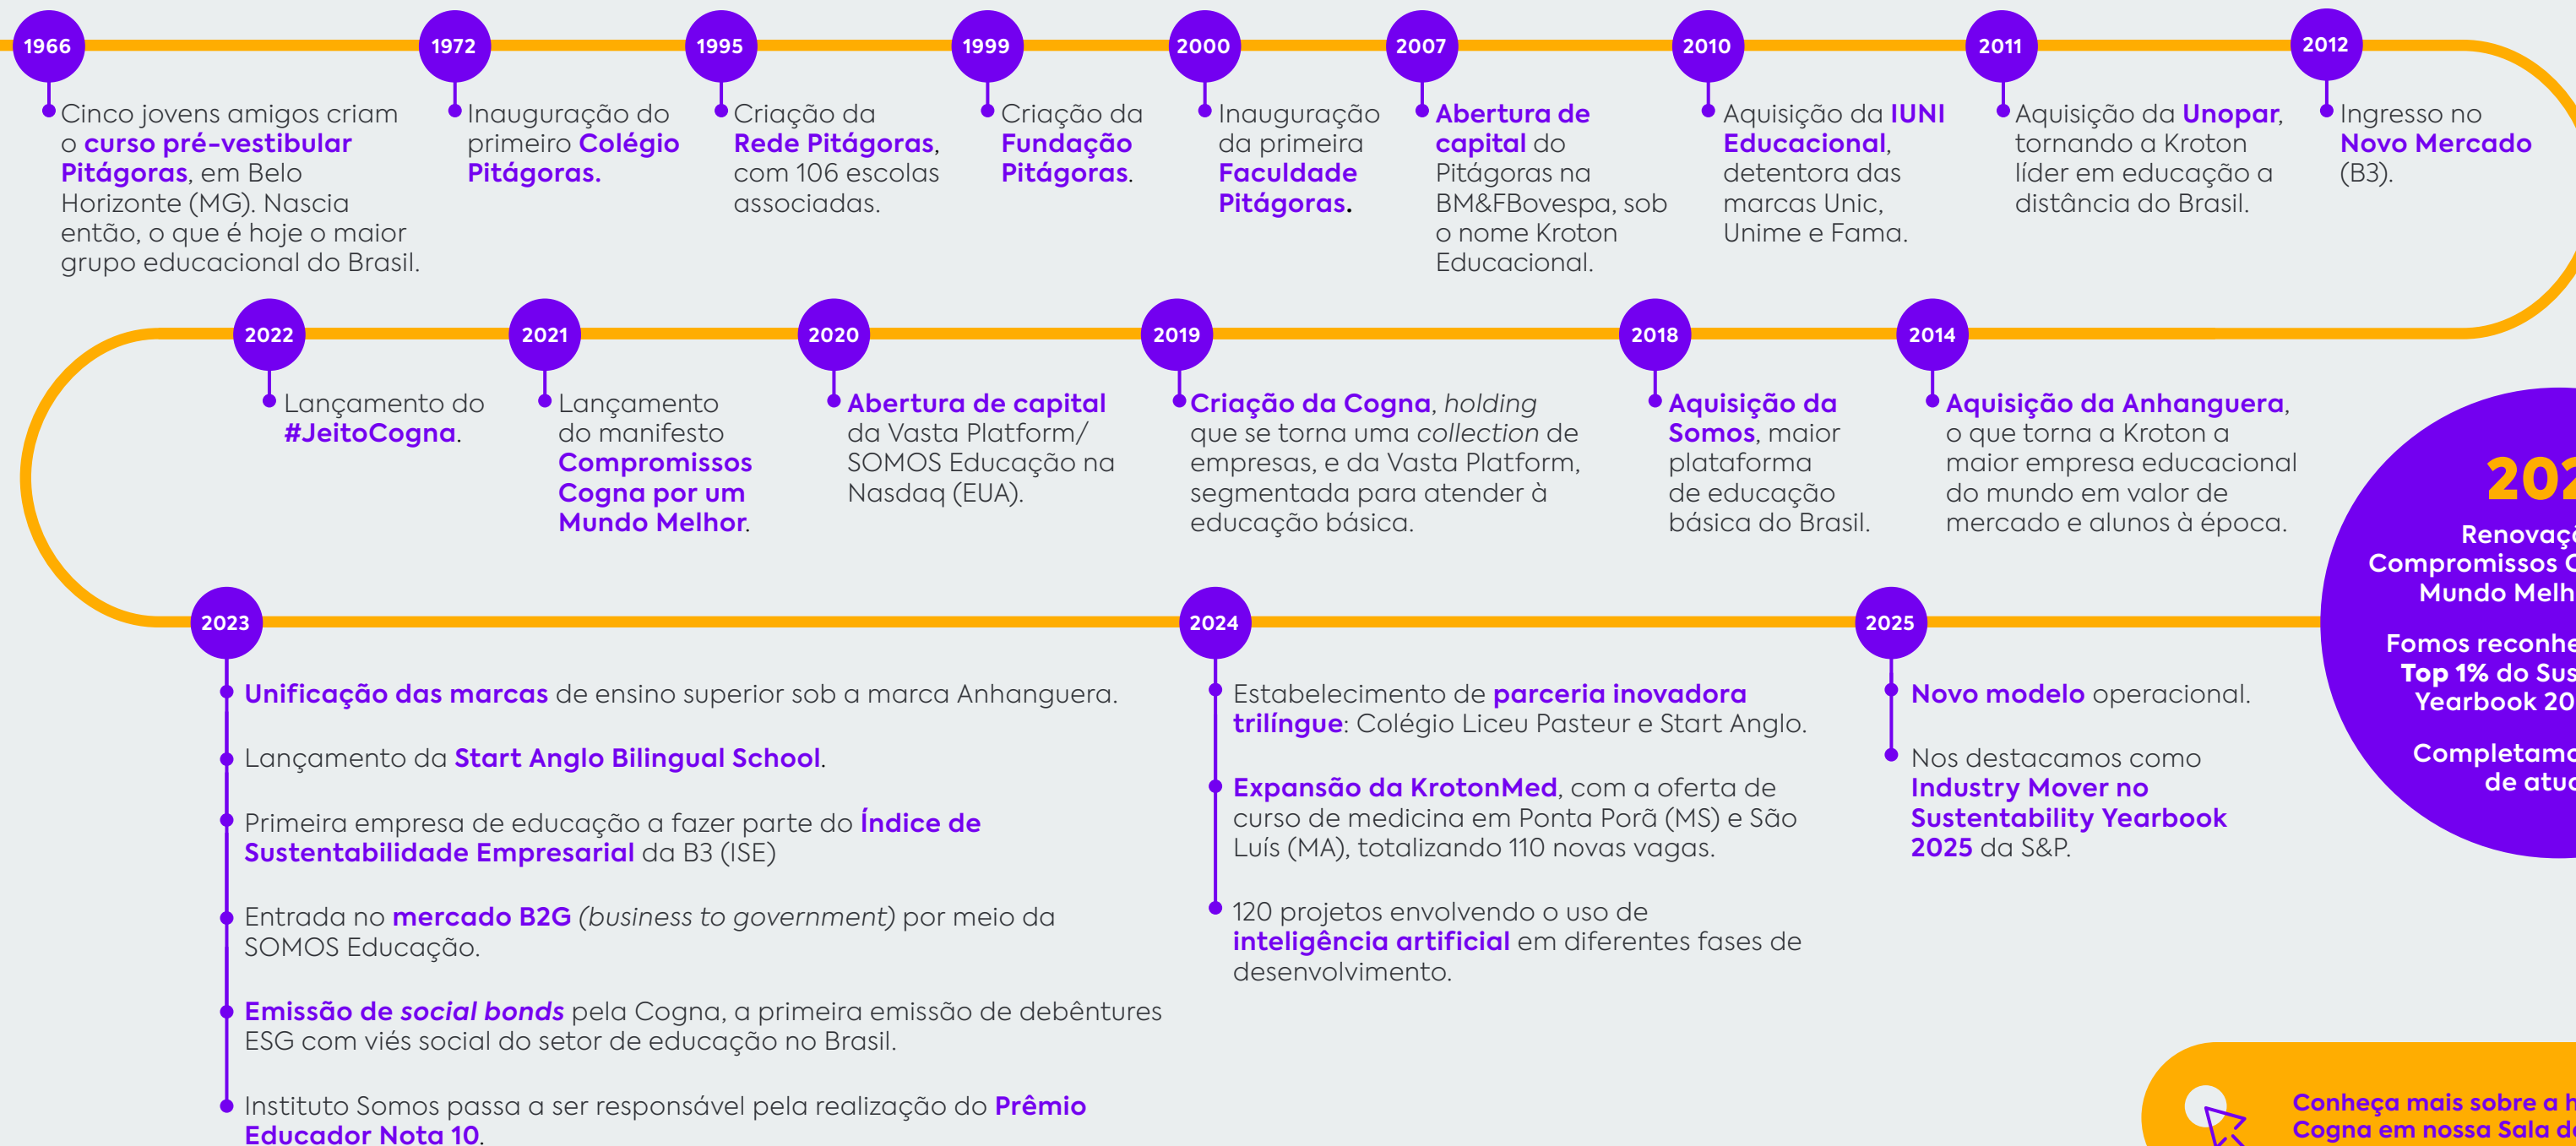 1966
Cinco jovens amigos criam
o curso pré-vestibular
Pitágoras, em Belo
Horizonte (MG). Nascia
então, o que é hoje o maior
grupo educacional do Brasil.
1972
Inauguração do
primeiro Colégio
Pitágoras.
1995
Criação da
Rede Pitágoras,
com 106 escolas
associadas.
1999
Criação da
Fundação
Pitágoras.
2000
Inauguração
da primeira
Faculdade
Pitágoras.
2007
Abertura de
capital do
Pitágoras na
BM&FBovespa, sob
o nome Kroton
Educacional.
2010
Aquisição da IUNI
Educacional,
detentora das
marcas Unic,
Unime e Fama.
2011
Aquisição da Unopar,
tornando a Kroton
líder em educação a
distância do Brasil.
2012
Ingresso no
Novo Mercado
(B3).
2014
Aquisição da Anhanguera,
o que torna a Kroton a
maior empresa educacional
do mundo em valor de
mercado e alunos à época.
2018
Aquisição da
Somos, maior
plataforma
de educação
básica do Brasil.
2019
Criação da Cogna, holding
que se torna uma collection de
empresas, e da Vasta Platform,
segmentada para atender à
educação básica.
2020
Abertura de capital
da Vasta Platform/
SOMOS Educação na
Nasdaq (EUA).
2021
Lançamento
do manifesto
Compromissos
Cogna por um
Mundo Melhor.
2022
Lançamento do
#JeitoCogna.
2023
Unificação das marcas de ensino superior sob a marca Anhanguera.
Lançamento da Start Anglo Bilingual School.
Primeira empresa de educação a fazer parte do Índice de
Sustentabilidade Empresarial da B3 (ISE)
Entrada no mercado B2G (business to government) por meio da
SOMOS Educação.
Emissão de social bonds pela Cogna, a primeira emissão de debêntures
ESG com viés social do setor de educação no Brasil.
Instituto Somos passa a ser responsável pela realização do Prêmio
Educador Nota 10.
2024
Estabelecimento de parceria inovadora
trilíngue: Colégio Liceu Pasteur e Start Anglo.
Expansão da KrotonMed, com a oferta de
curso de medicina em Ponta Porã (MS) e São
Luís (MA), totalizando 110 novas vagas.
120 projetos envolvendo o uso de
inteligência artificial em diferentes fases de
desenvolvimento.
2025
Novo modelo operacional.
Nos destacamos como
Industry Mover no
Sustentability Yearbook
2025 da S&P.
Compromissos
Mundo
Fomos
Top 1% do
Yearbook
de
Conheça mais sobre a
Cogna em nossa Sala